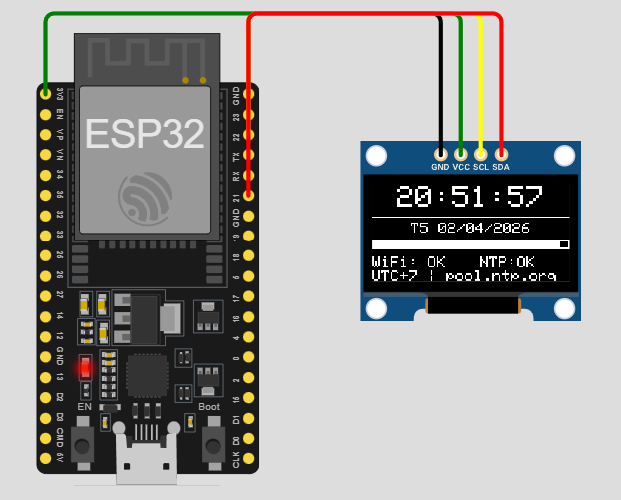 ESP32
3V3
EN
VP
VN
34
35
32
33
25
26
27
14
12
GND
13
D2
D3
CMD
5V
GND
23
22
TX
RX
21
GND
19
18
5
17
16
4
0
2
15
D1
D0
CLK
EN
Boot
GND VCC SCL SDA
20:51:57
T5 02/04/2026
WiFi: OK NTP:OK
UTC+7 | pool.ntp.org